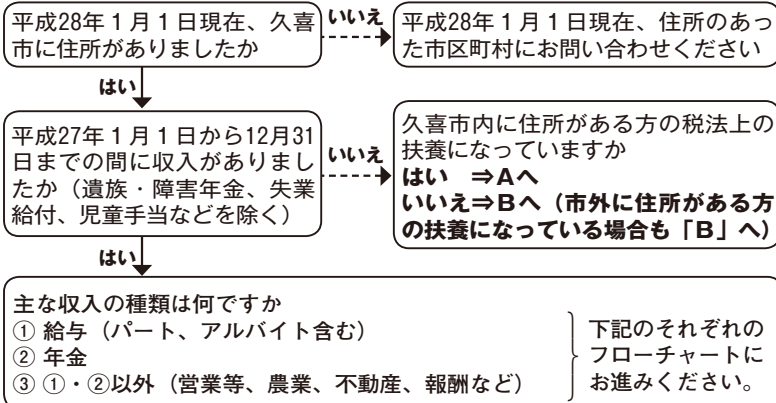 平成28年１月１日現在、久喜
市に住所がありましたか
いいえ
平成28年１月１日現在、住所のあっ
た市区町村にお問い合わせください
はい
平成27年１月１日から12月31
日までの間に収入がありまし
たか（遺族・障害年金、失業
給付、児童手当などを除く）
いいえ
久喜市内に住所がある方の税法上の
扶養になっていますか
はい　⇒Aへ
いいえ⇒Bへ（市外に住所がある方
の扶養になっている場合も「B」へ）
はい
主な収入の種類は何ですか
① 給与（パート、アルバイト含む）
② 年金
③ ①・②以外（営業等、農業、不動産、報酬など）
下記のそれぞれの
フローチャートに
お進みください。